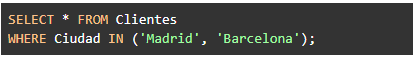 SELECT * FROM Clientes
WHERE Ciudad IN ('Madrid', 'Barcelona');